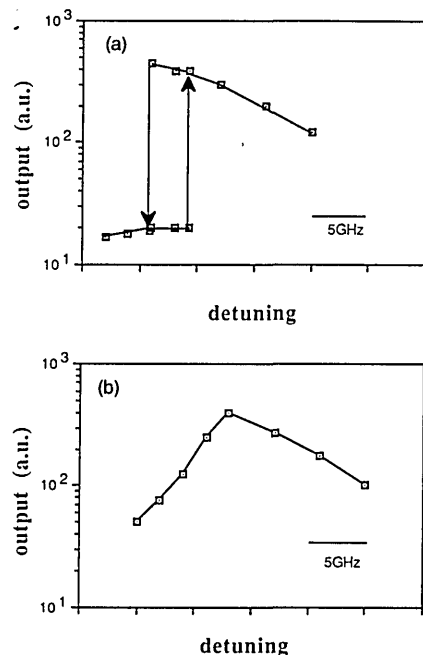 (a)
10³
10²
10¹
output (a.u.)
5GHz
detuning
(b)
10³
10²
10¹
output (a.u.)
5GHz
detuning